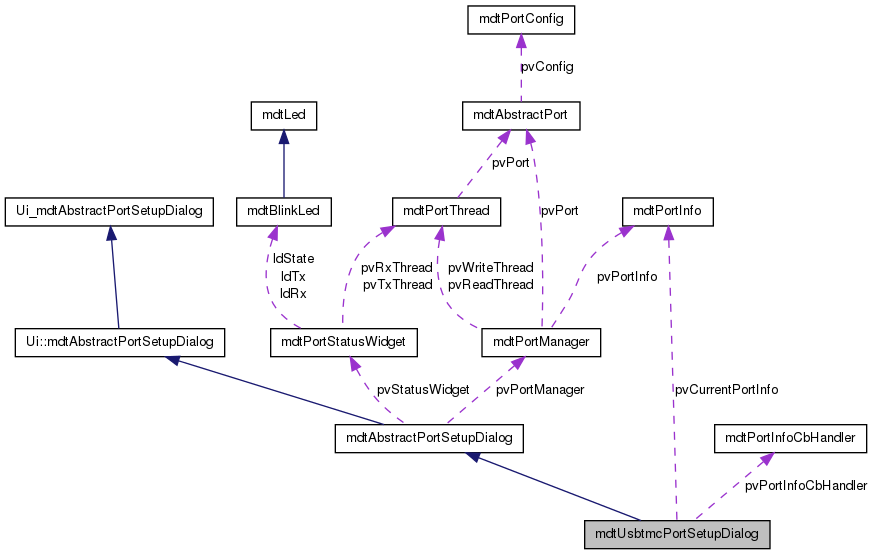 mdtPortConfig
pvConfig
mdtLed
mdtAbstractPort
pvPort
Ui_mdtAbstractPortSetupDialog
mdtBlinkLed
mdtPortThread
pvPort
mdtPortInfo
ldState
ldTx
ldRx
pvRxThread
pvTxThread
pvWriteThread
pvReadThread
pvPortInfo
Ui::mdtAbstractPortSetupDialog
mdtPortStatusWidget
mdtPortManager
pvStatusWidget
pvPortManager
pvCurrentPortInfo
mdtAbstractPortSetupDialog
mdtPortInfoCbHandler
pvPortInfoCbHandler
mdtUsbtmcPortSetupDialog